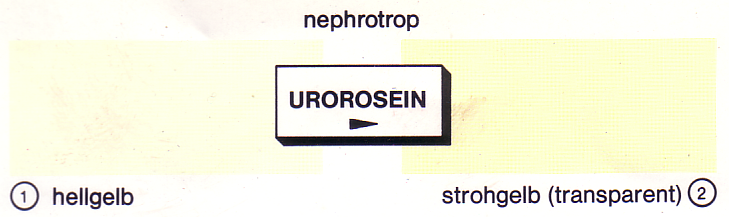 nephrotrop
UROROSEIN
① hellgelb
strohgelb (transparent) ②